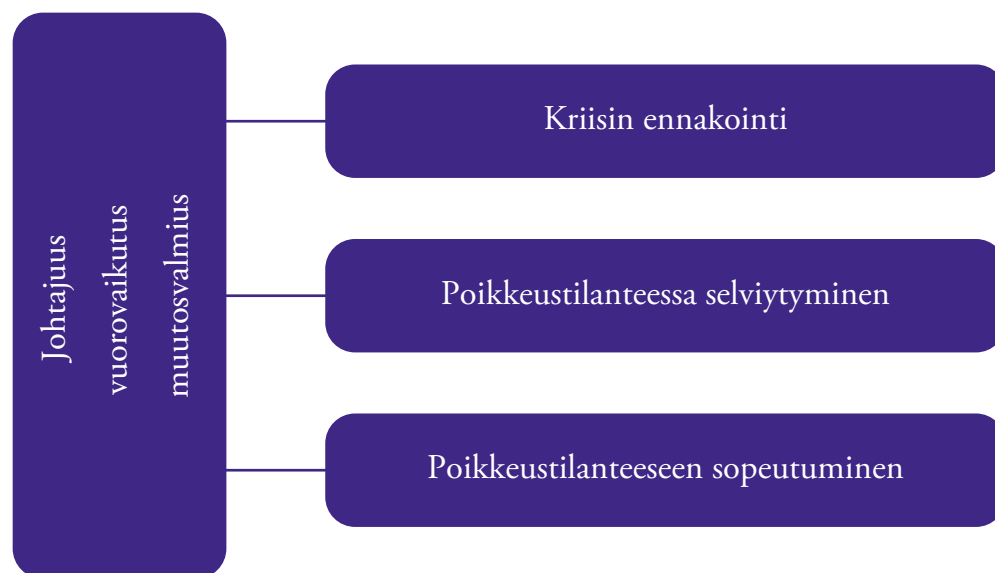 Johtajuus
vuorovaikutus
muutosvalmius
Kriisin ennakointi
Poikkeustilanteessa selviytyminen
Poikkeustilanteeseen sopeutuminen